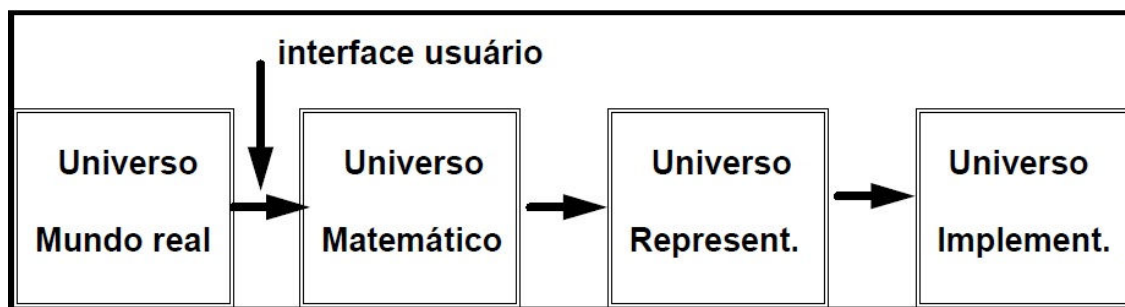 interface usuário
Universo
Mundo real
Universo
Matemático
Universo
Represent.
Universo
Implement.